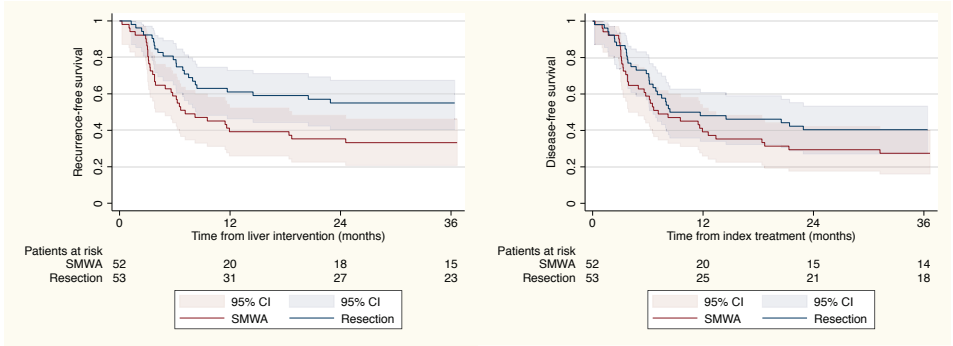 1
0.8
0.6
0.4
0.2
0
Recurrence-free survival
0 12 24 36
Time from liver intervention (months)
Patients at risk
SMWA 52 20 18 15
Resection 53 31 27 23
95% CI 95% CI
SMWA Resection
1
0.8
0.6
0.4
0.2
0
Disease-free survival
0 12 24 36
Time from index treatment (months)
Patients at risk
SMWA 52 20 15 14
Resection 53 25 21 18
95% CI 95% CI
SMWA Resection